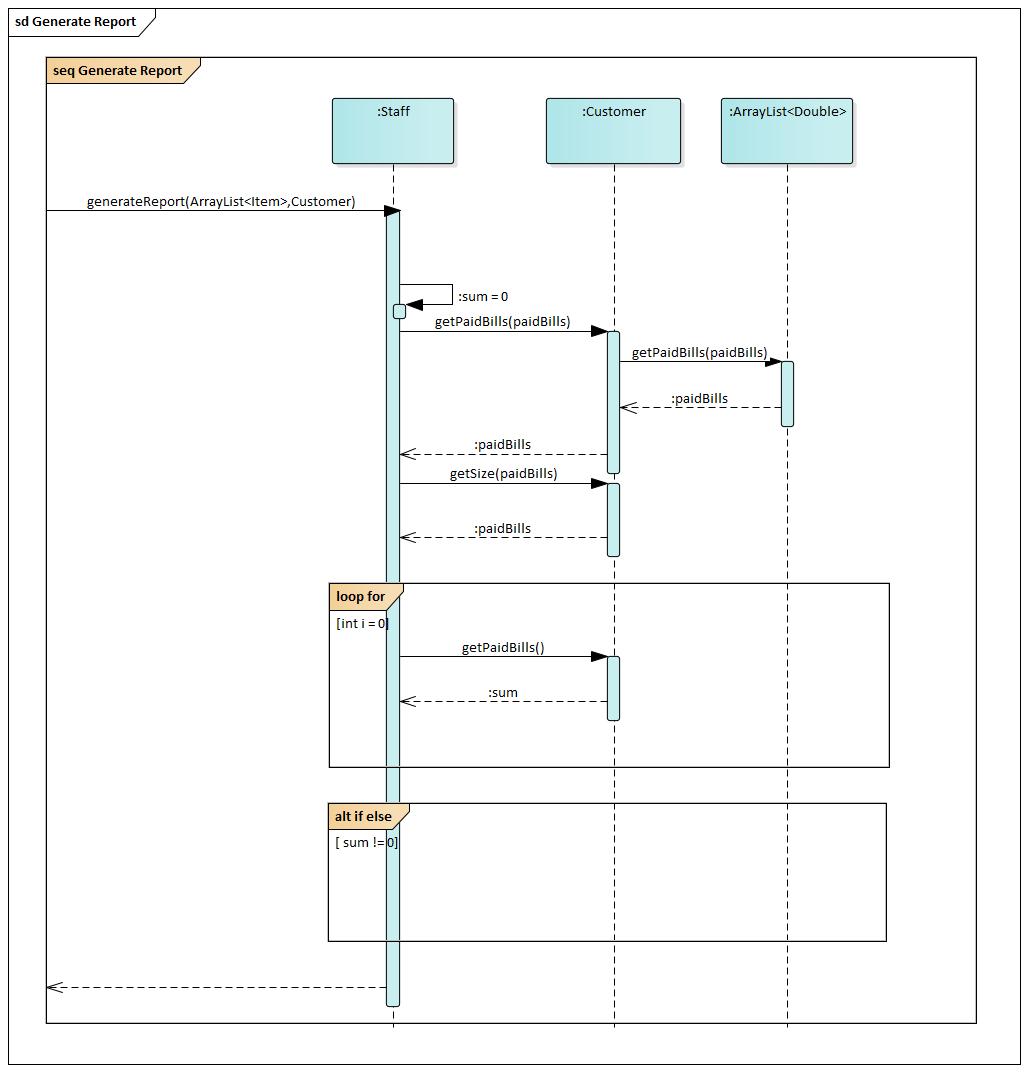 sd Generate Report
seq Generate Report
:Staff
:Customer
:ArrayList<Double>
generateReport(ArrayList<Item>,Customer)
:sum = 0
getPaidBills(paidBills)
getPaidBills(paidBills)
:paidBills
:paidBills
getSize(paidBills)
:paidBills
loop for
[int i = 0]
getPaidBills()
:sum
alt if else
[ sum != 0]